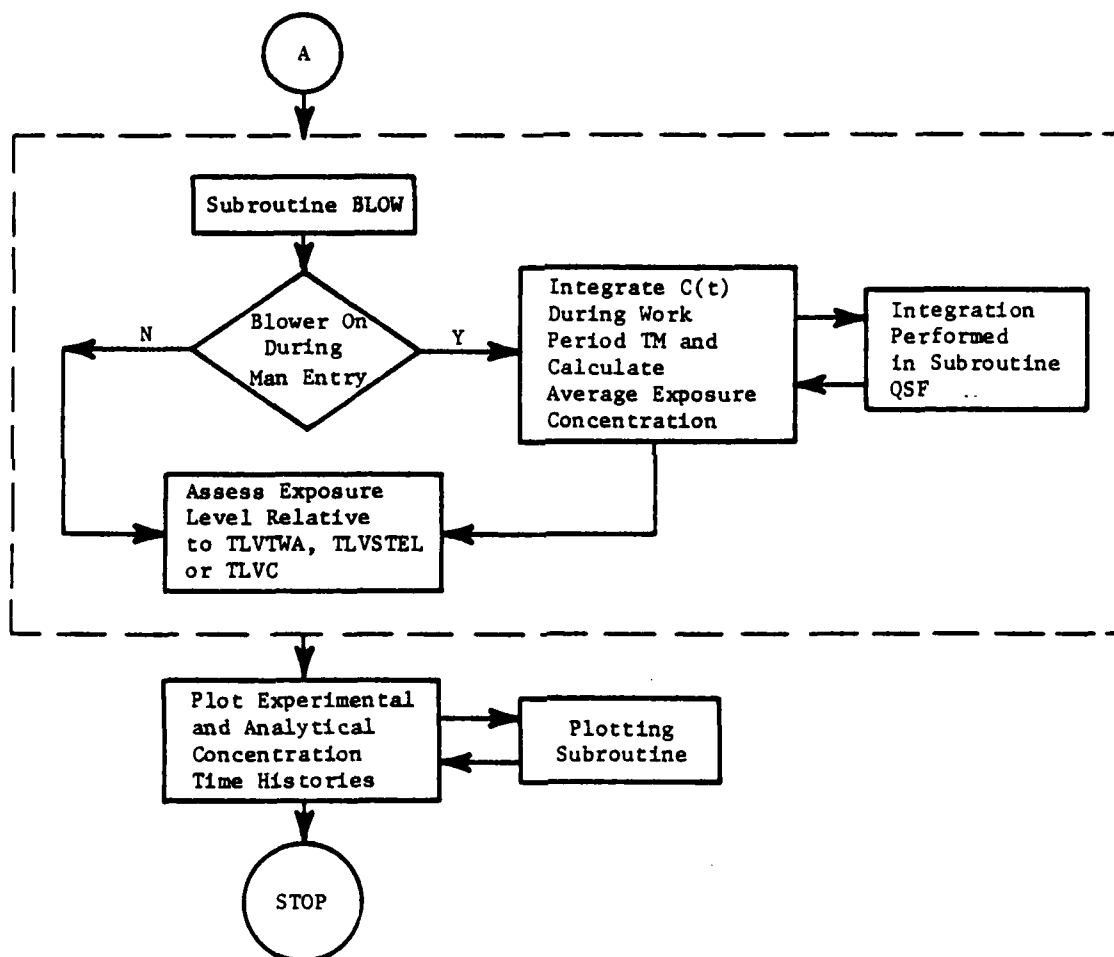 A
Subroutine BLOW
Blower On
During
Man Entry
N
Y
Integrate C(t)
During Work
Period TM and
Calculate
Average Exposure
Concentration
Integration
Performed
in Subroutine
QSF
Assess Exposure
Level Relative
to TLVTWA, TLVSTEL
or TLVC
Plot Experimental
and Analytical
Concentration
Time Histories
Plotting
Subroutine
STOP